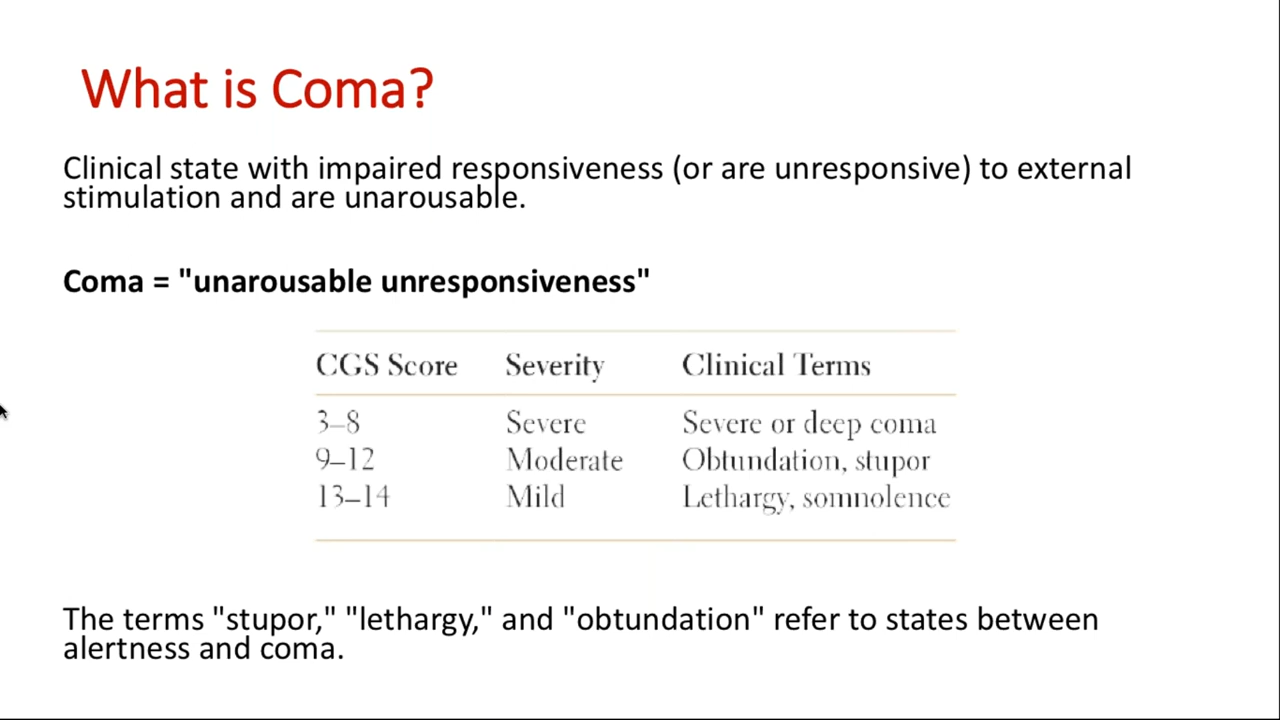 What is Coma?
Clinical state with impaired responsiveness (or are unresponsive) to external
stimulation and are unarousable.
Coma = "unarousable unresponsiveness"
CGS Score Severity Clinical Terms
3–8 Severe Severe or deep coma
9–12 Moderate Obtundation, stupor
13–14 Mild Lethargy, somnolence
The terms "stupor," "lethargy," and "obtundation" refer to states between
alertness and coma.